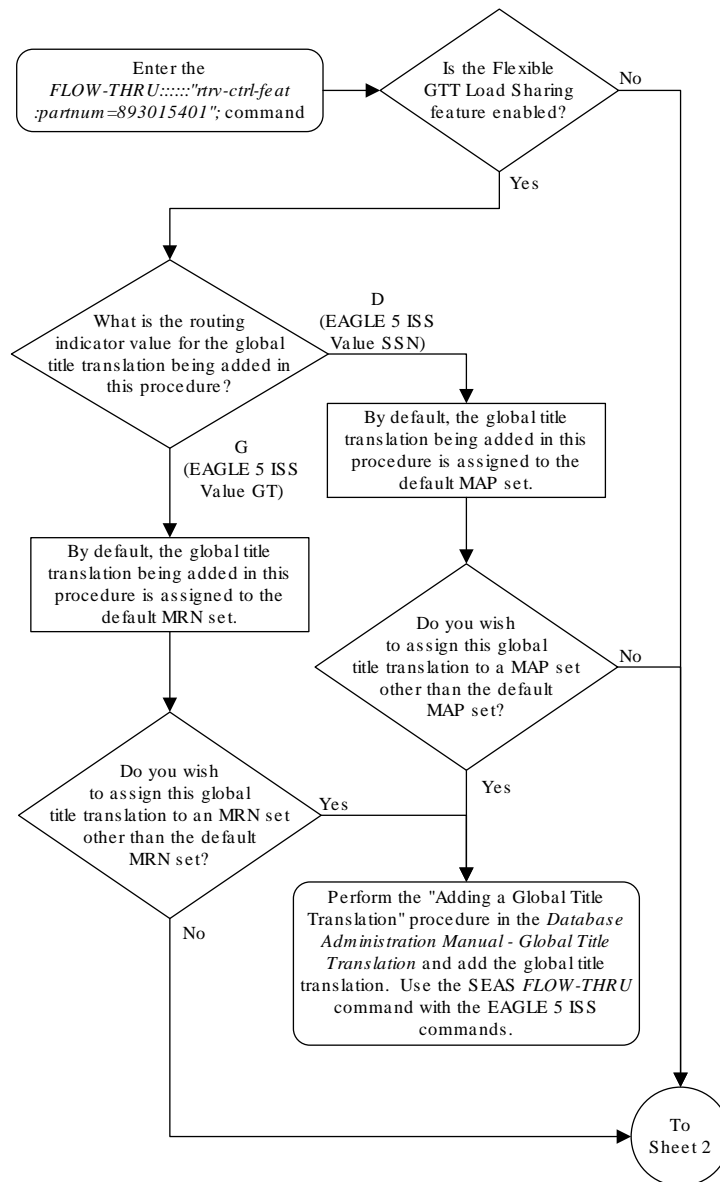 Enter the
FLOW-THRU::::::"rtrv-ctrl-feat
:partnum=893015401"; command
Is the Flexible
GTT Load Sharing
feature enabled?
No
Yes
What is the routing
indicator value for the global
title translation being added in
this procedure?
D
(EAGLE 5 ISS
Value SSN)
G
(EAGLE 5 ISS
Value GT)
By default, the global title
translation being added in this
procedure is assigned to the
default MAP set.
By default, the global title
translation being added in this
procedure is assigned to the
default MRN set.
Do you wish
to assign this global
title translation to a MAP set
other than the default
MAP set?
No
Yes
Do you wish
to assign this global
title translation to an MRN set
other than the default
MRN set?
Yes
No
Perform the "Adding a Global Title
Translation" procedure in the Database
Administration Manual - Global Title
Translation and add the global title
translation. Use the SEAS FLOW-THRU
command with the EAGLE 5 ISS
commands.
To
Sheet 2